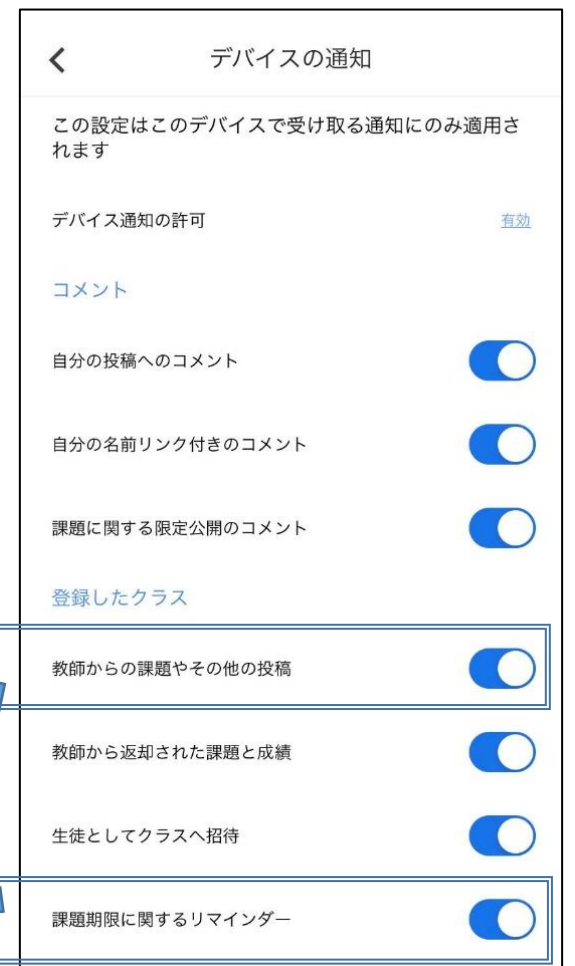 デバイスの通知
この設定はこのデバイスで受け取る通知にのみ適用さ
れます
デバイス通知の許可
有効
コメント
自分の投稿へのコメント
自分の名前リンク付きのコメント
課題に関する限定公開のコメント
登録したクラス
教師からの課題やその他の投稿
教師から返却された課題と成績
生徒としてクラスへ招待
課題期限に関するリマインダー